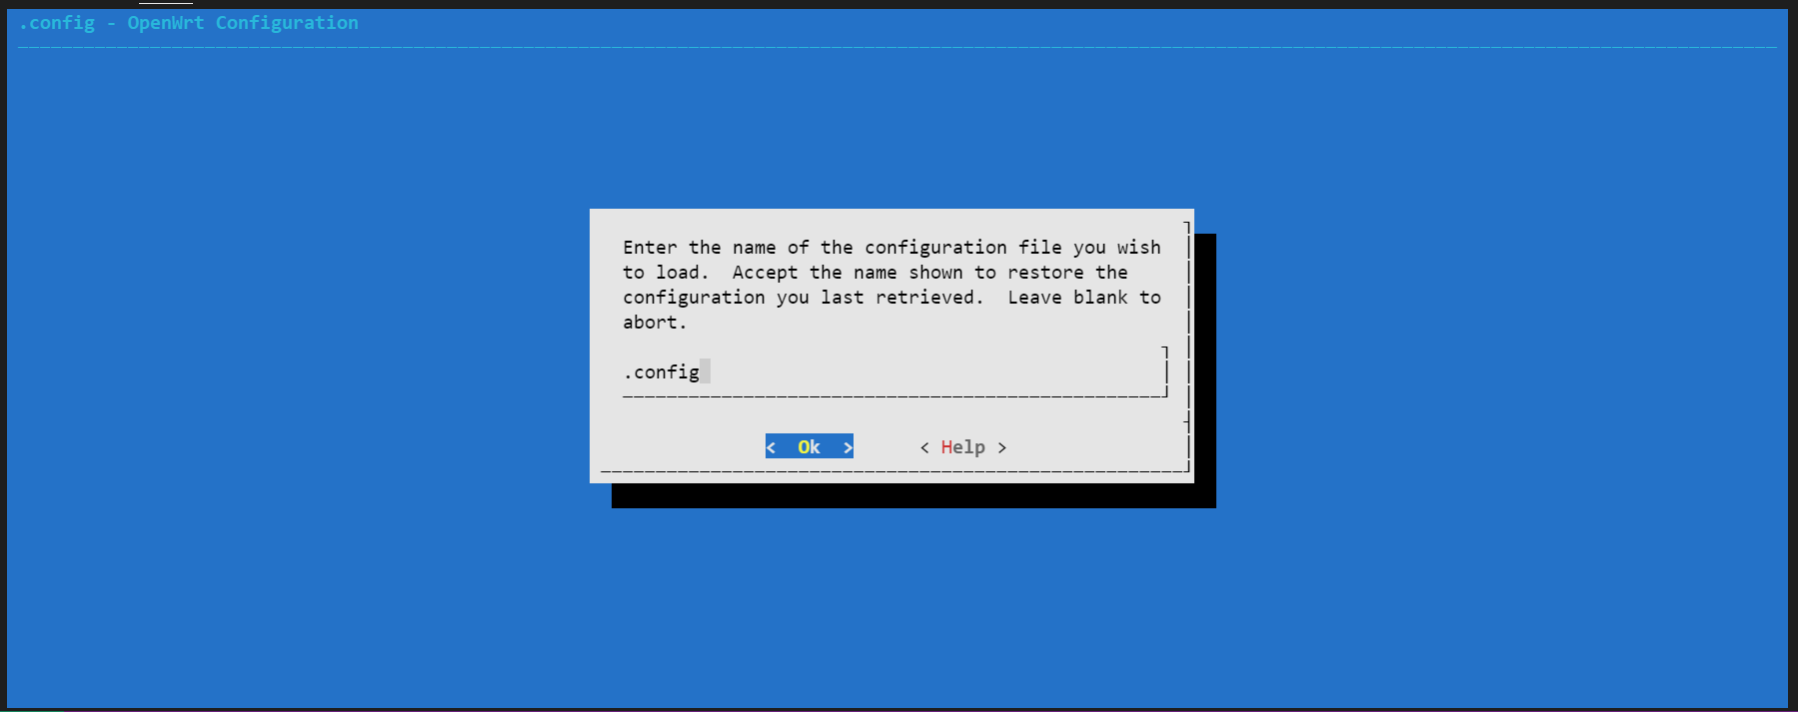 .config - OpenWrt Configuration
Enter the name of the configuration file you wish
to load.  Accept the name shown to restore the
configuration you last retrieved.  Leave blank to
abort.
.config
<  Ok  >      < Help >